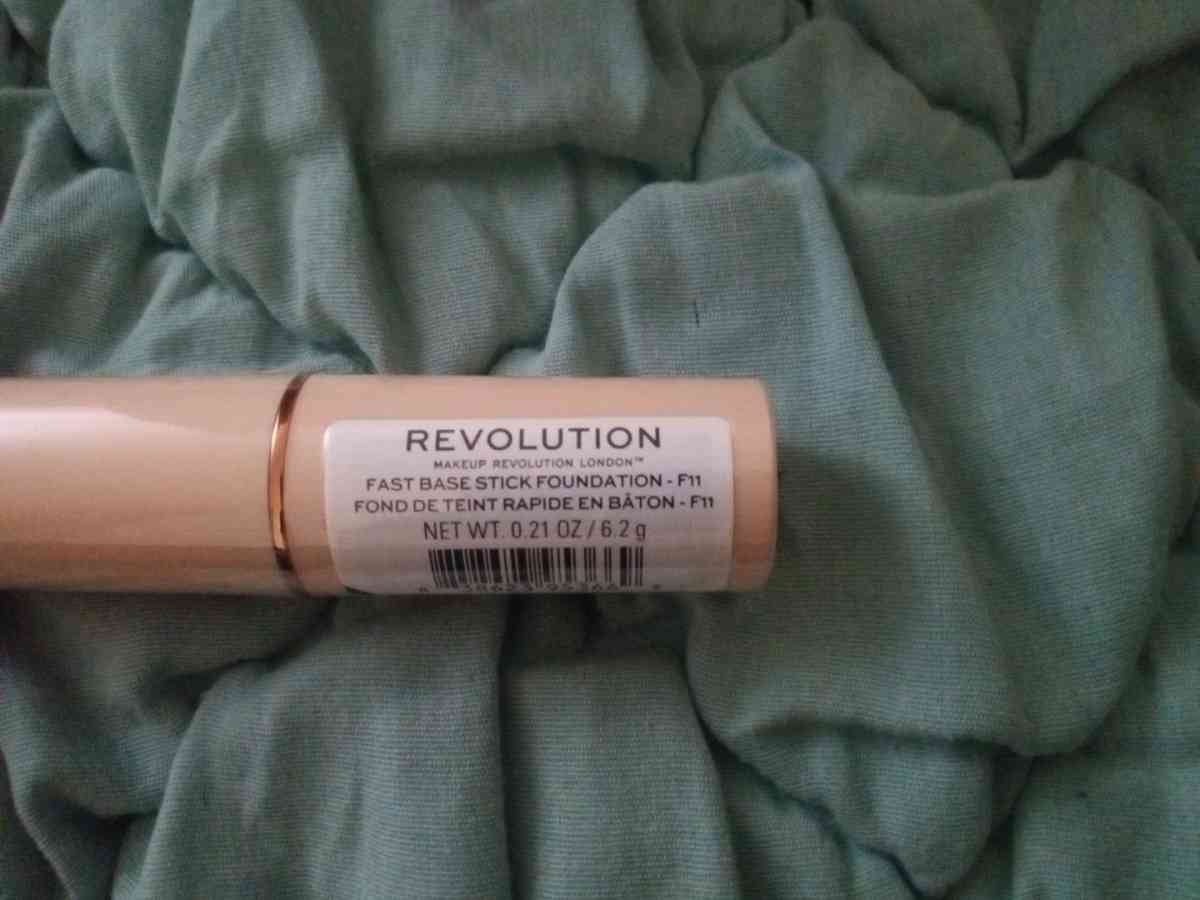 REVOLUTION
MAKEUP REVOLUTION LONDON™
FAST BASE STICK FOUNDATION - F11
FOND DE TEINT RAPIDE EN BÂTON - F11
NET WT. 0.21 OZ / 6.2 g